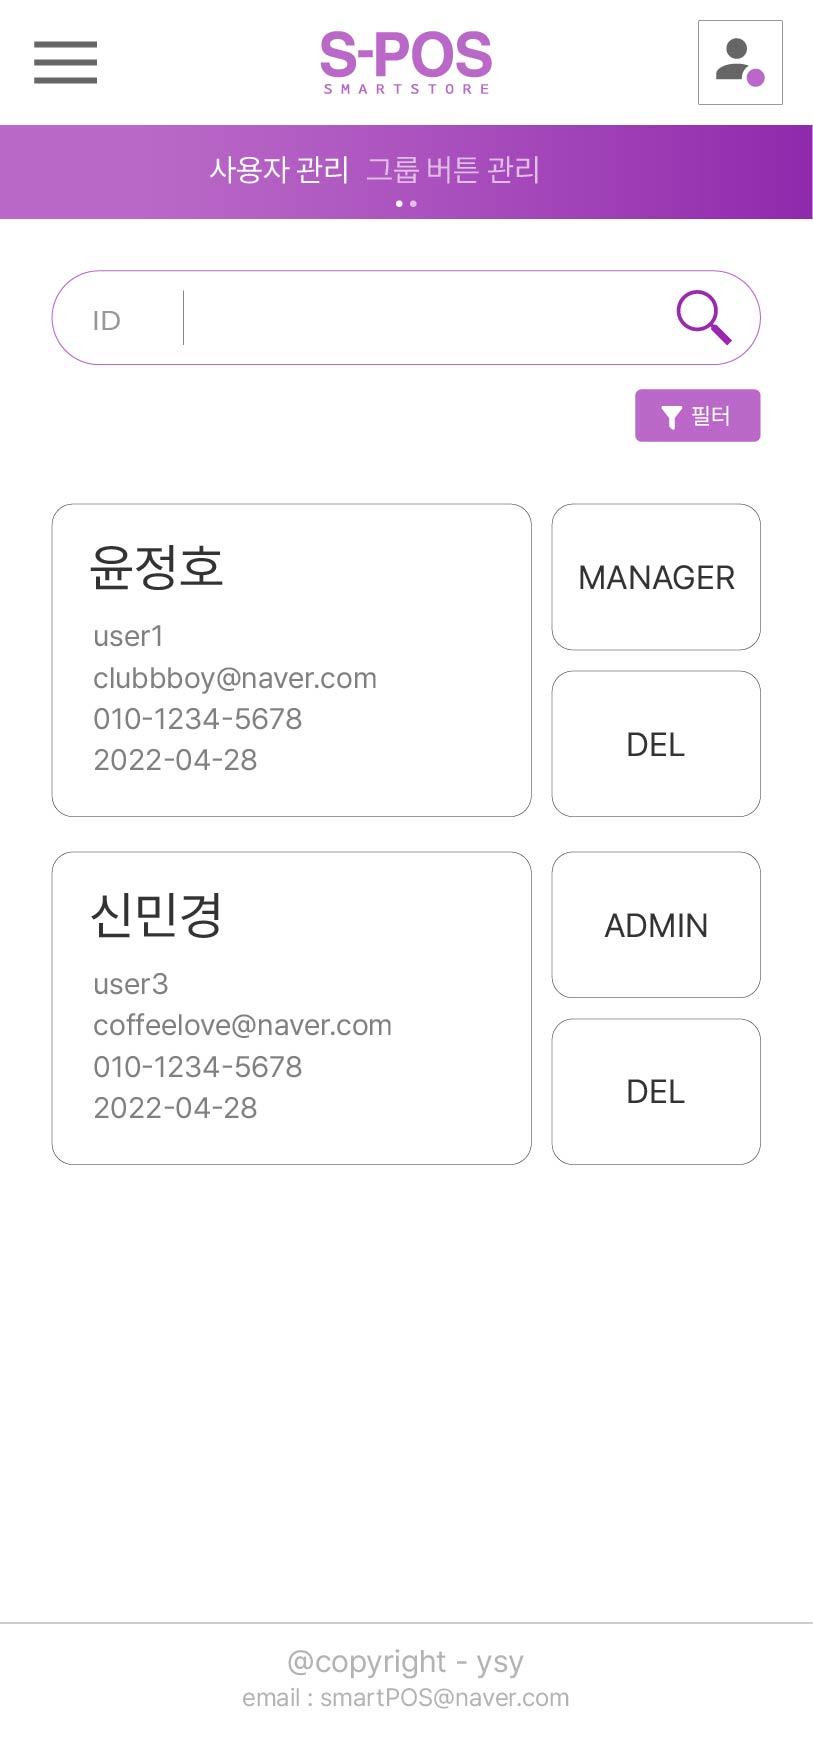 S-POS
SMARTSTORE
사용자 관리 그룹 버튼 관리
ID
필터
윤정호
user1
clubbboy@naver.com
010-1234-5678
2022-04-28
MANAGER
DEL
신민경
user3
coffeelove@naver.com
010-1234-5678
2022-04-28
ADMIN
DEL
@copyright - ysy
email : smartPOS@naver.com